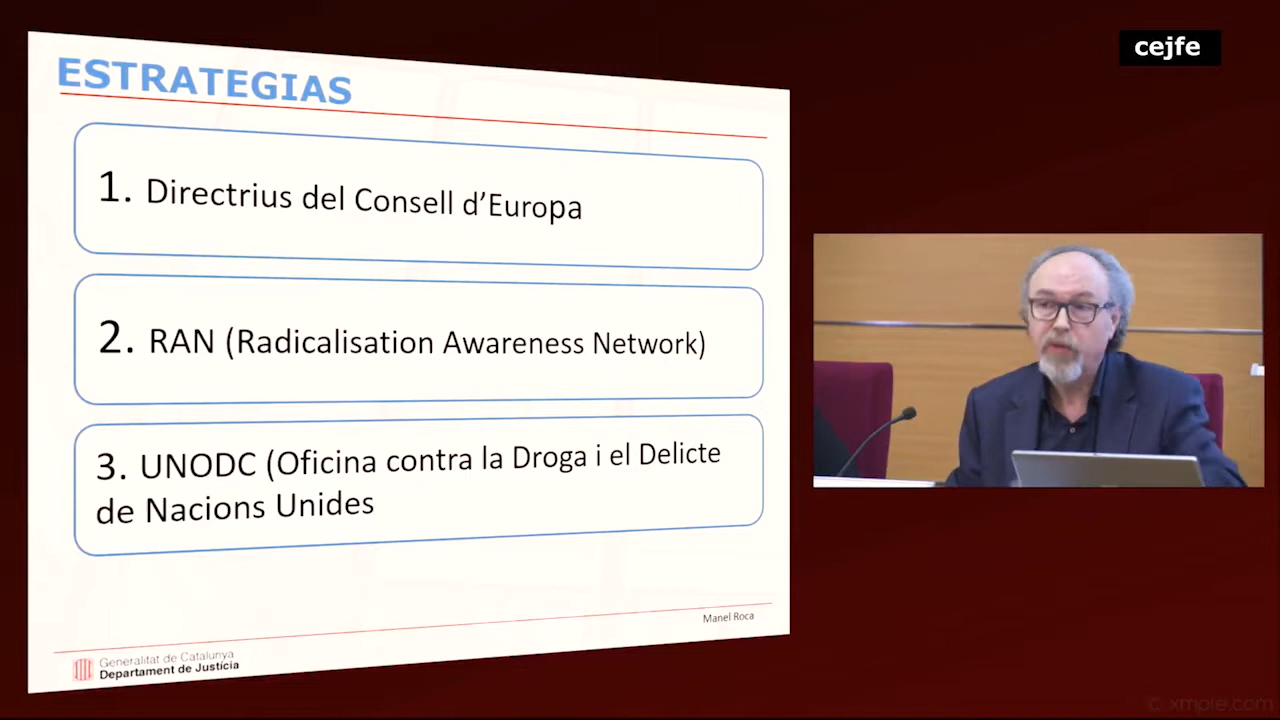 cejfe
ESTRATEGIAS
1. Directrius del Consell d’Europa
2. RAN (Radicalisation Awareness Network)
3. UNODC (Oficina contra la Droga i el Delicte
de Nacions Unides
Manel Roca
Generalitat de Catalunya
Departament de Justícia